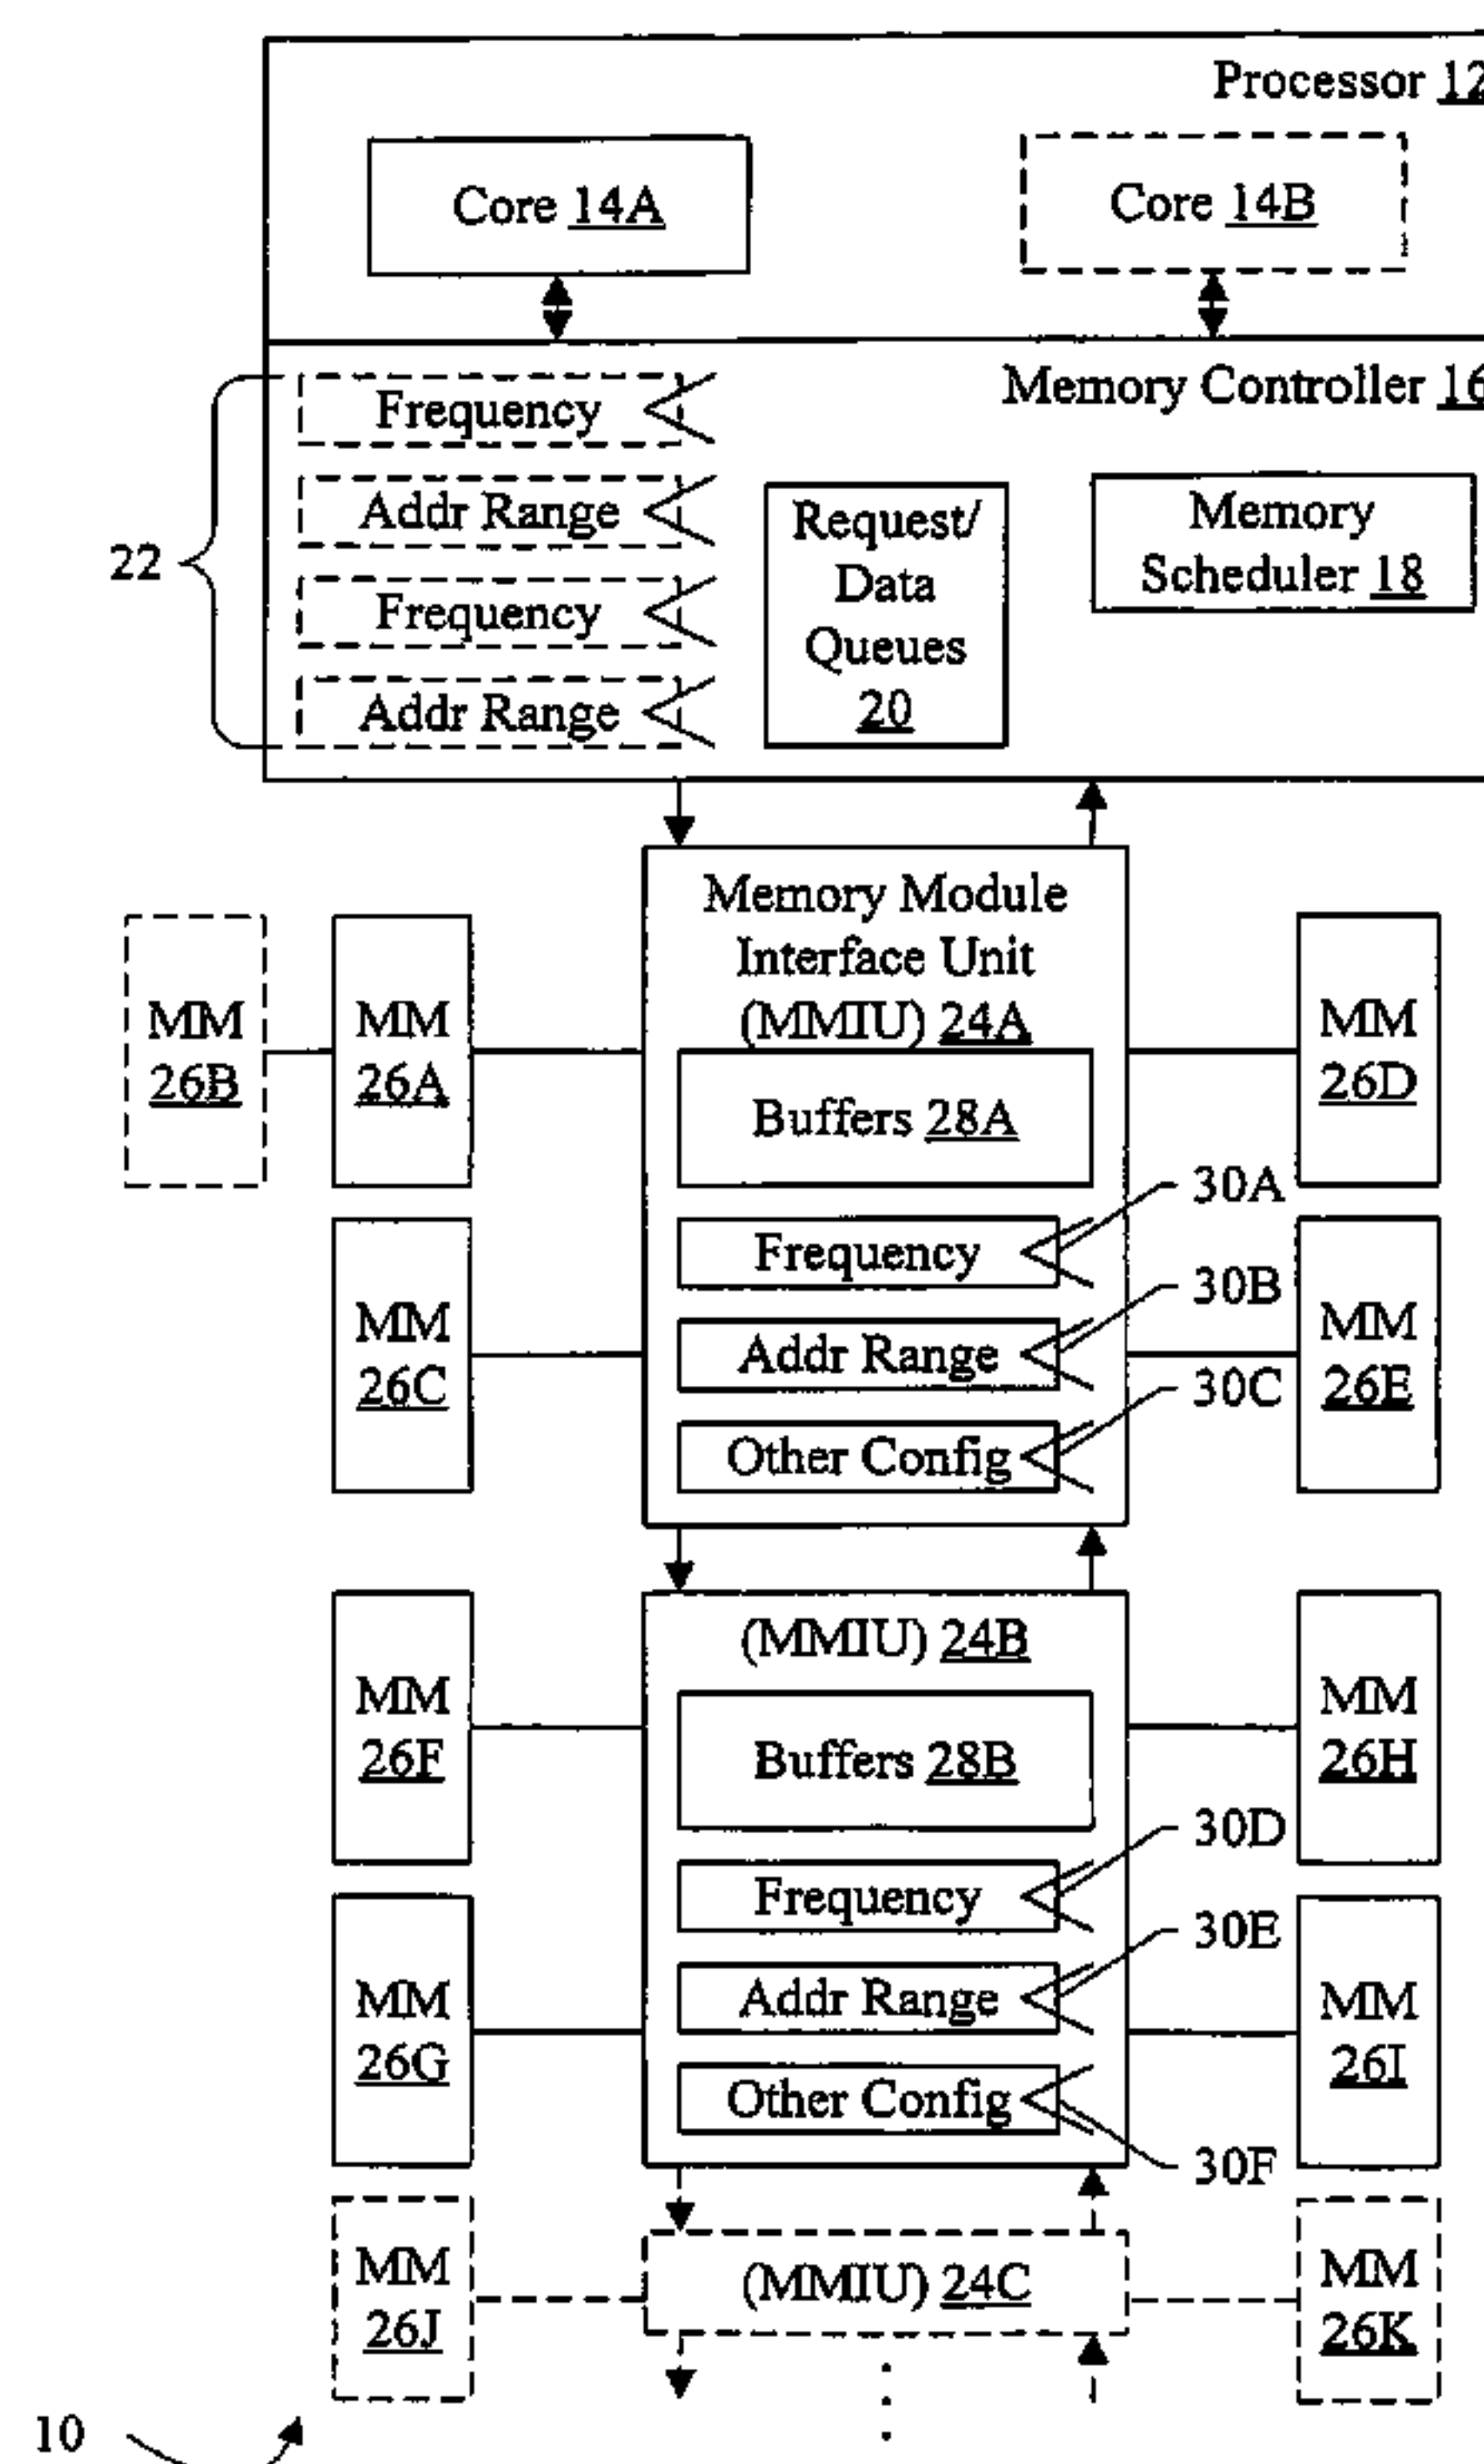 Processor 12
Core 14A
Core 14B
Memory Controller 16
Frequency
Addr Range
Frequency
Addr Range
22
Request/
Data
Queues
20
Memory
Scheduler 18
Memory Module
Interface Unit
(MMIU) 24A
MM
26B
MM
26A
MM
26D
Buffers 28A
30A
Frequency
30B
MM
26C
Addr Range
MM
26E
30C
Other Config
(MMIU) 24B
MM
26F
Buffers 28B
MM
26H
30D
Frequency
30E
MM
26G
Addr Range
MM
26I
Other Config
30F
MM
26J
(MMIU) 24C
MM
26K
10